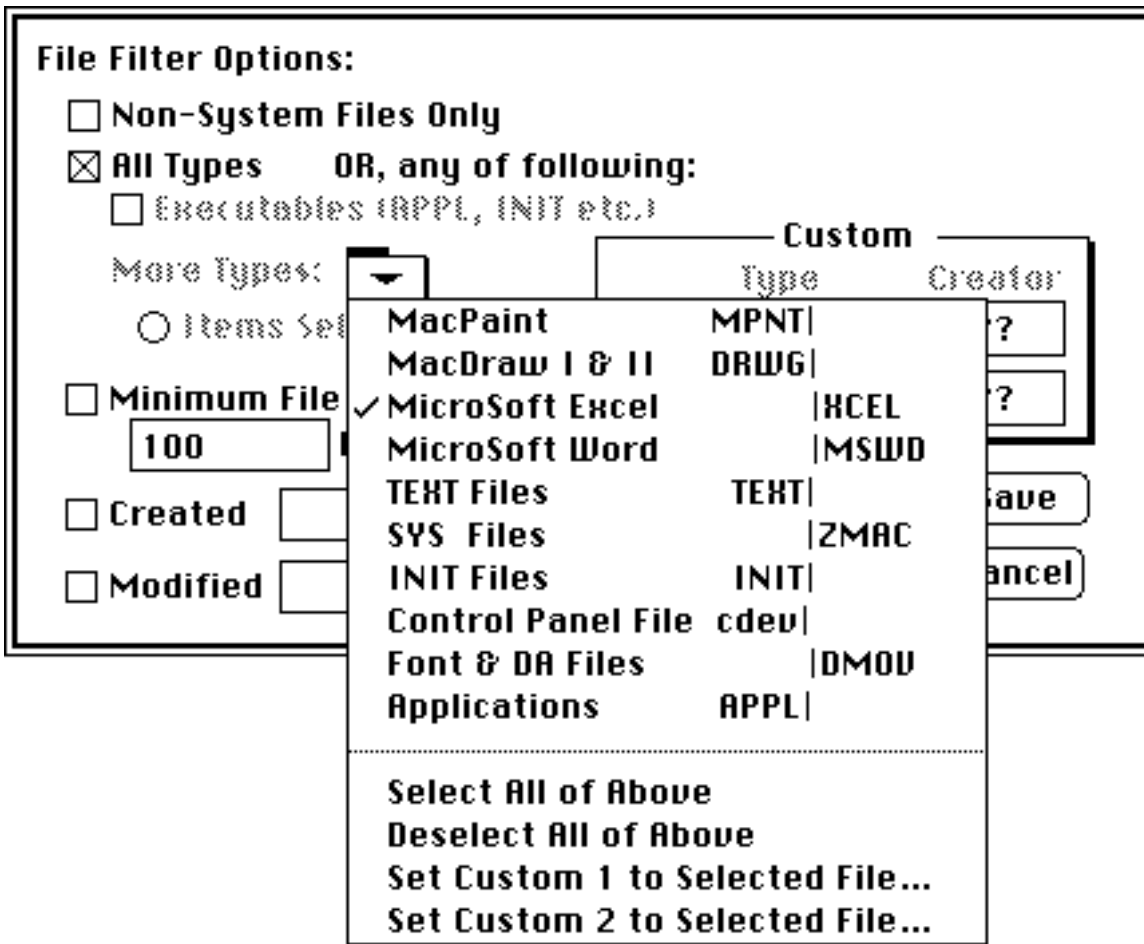 File Filter Options:
Non-System Files Only
All Types OR, any of following:
Executables (APPL, INIT etc.)
Custom
More Types:
Type Creator
Items
?
Minimum File
?
100
Created
Save
Modified
Cancel
MacPaint MPNT|
MacDraw I & II DRWG|
✓MicroSoft Excel |XCEL
MicroSoft Word |MSWD
TEXT Files TEXT|
SYS Files |ZMAC
INIT Files INIT|
Control Panel File cdev|
Font & DA Files |DMOV
Applications APPL|
Select All of Above
Deselect All of Above
Set Custom 1 to Selected File...
Set Custom 2 to Selected File...